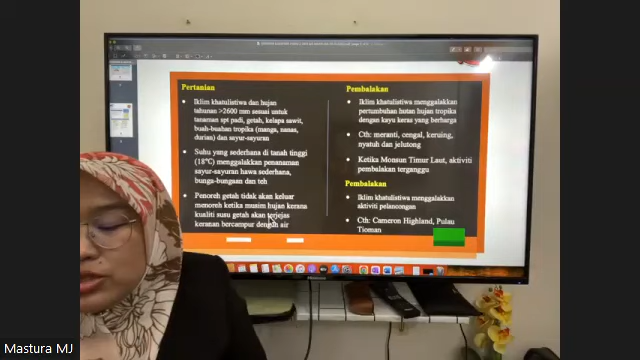 Pertanian
• Iklim khatulistiwa dan hujan
tahunan >2600 mm sesuai untuk
tanaman spt padi, getah, kelapa sawit,
buah-buahan tropika (manga, nanas,
durian) dan sayur-sayuran
• Suhu yang sederhana di tanah tinggi
(18°C) menggalakkan penanaman
sayur-sayuran hawa sederhana,
bunga-bungaan dan teh
• Penoreh getah tidak akan keluar
menoreh ketika musim hujan kerana
kualiti susu getah akan terjejas
keranan bercampur dengan air
Pembalakan
• Iklim khatulistiwa menggalakkan
pertumbuhan hutan hujan tropika
dengan kayu keras yang berharga
• Cth: meranti, cengal, keruing,
nyatuh dan jelutong
• Ketika Monsun Timur Laut, aktiviti
pembalakan terganggu
Pembalakan
• Iklim khatulistiwa menggalakkan
aktiviti pelancongan
• Cth: Cameron Highland, Pulau
Tioman
Mastura MJ